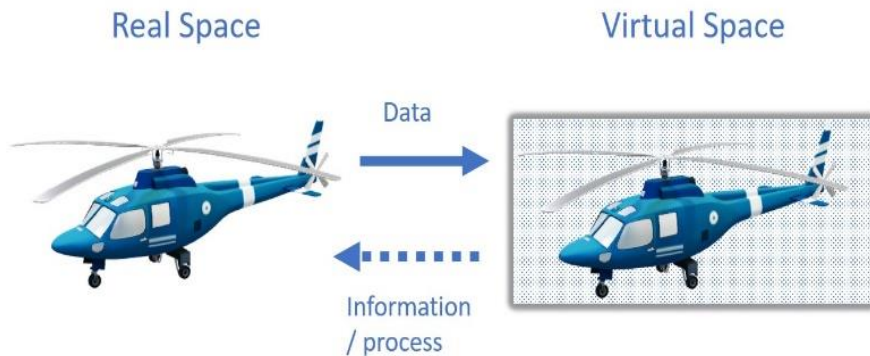 Real Space
Virtual Space
Data
Information
/ process